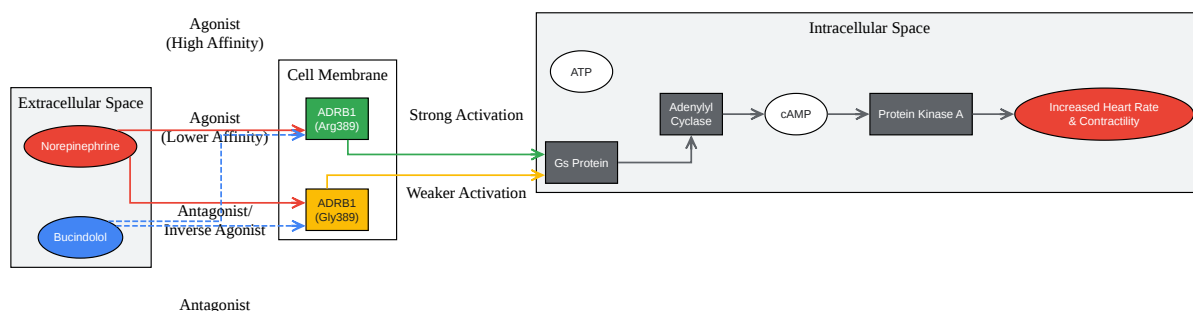 Agonist
(High Affinity)
Intracellular Space
Cell Membrane
ATP
Extracellular Space
ADRB1
(Arg389)
Adenylyl
Cyclase
cAMP
Protein Kinase A
Increased Heart Rate
& Contractility
Agonist
(Lower Affinity)
Strong Activation
Norepinephrine
Gs Protein
ADRB1
(Gly389)
Weaker Activation
Antagonist/
Inverse Agonist
Bucindolol
Antagonist